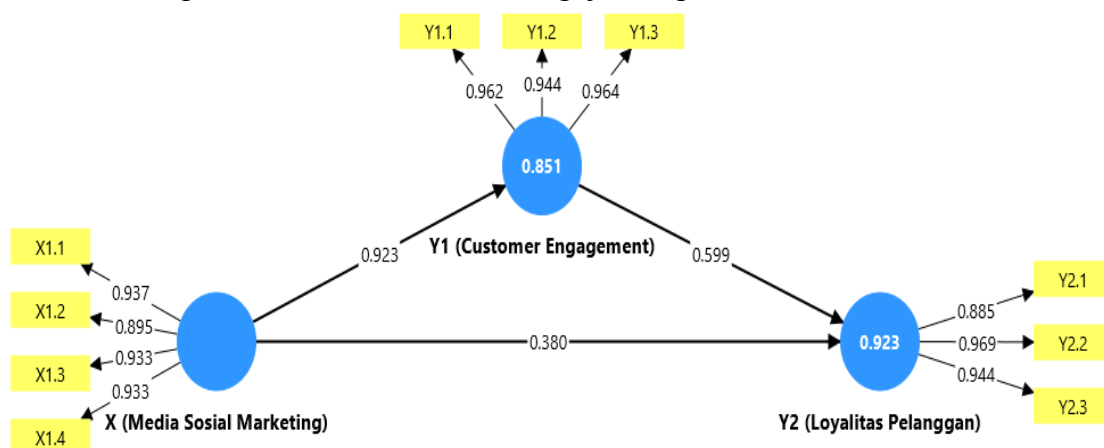 Y1.1
Y1.2
Y1.3
0.962
0.944
0.964
0.851
Y1 (Customer Engagement)
0.923
0.599
X1.1
X1.2
X1.3
X1.4
0.937
0.895
0.933
0.933
X (Media Sosial Marketing)
0.380
0.923
Y2 (Loyalitas Pelanggan)
0.885
0.969
0.944
Y2.1
Y2.2
Y2.3